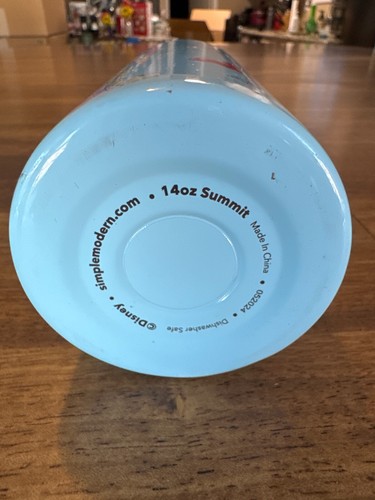 simplemodern.com • 14oz Summit
Made In China • 052024 • Dishwasher Safe
©Disney •